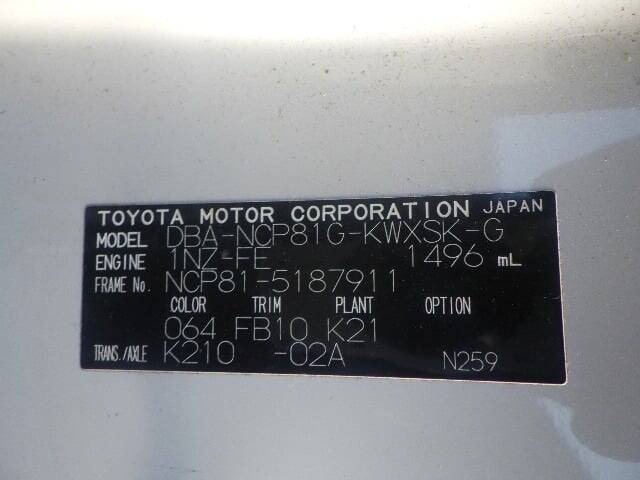 TOYOTA MOTOR CORPORATION JAPAN
MODEL DBA-NCP81G-KWXSK-G
ENGINE 1NZ-FE 1496 mL
FRAME No. NCP81-5187911
COLOR TRIM PLANT OPTION
064 FB10 K21
TRANS./AXLE K210 -02A N259